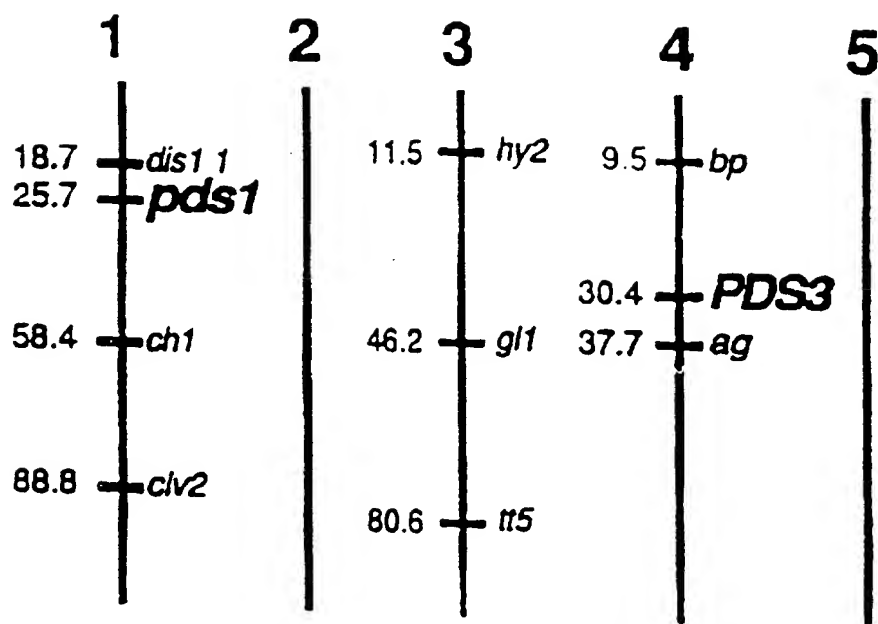 1 2 3 4 5
18.7 dis1 1
25.7 pds1
58.4 ch1
88.8 clv2
11.5 hy2
46.2 gl1
80.6 tt5
9.5 bp
30.4 PDS3
37.7 ag